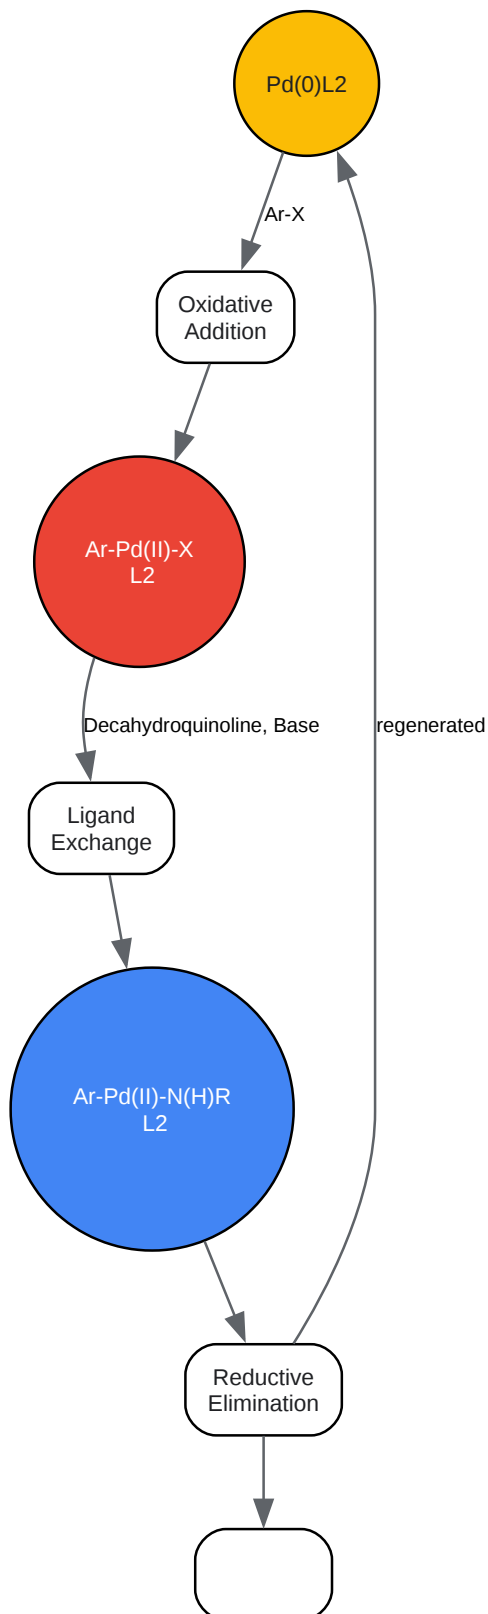 Pd(0)L2
Ar-X
Oxidative
Addition
Ar-Pd(II)-X
L2
Decahydroquinoline, Base
regenerated
Ligand
Exchange
Ar-Pd(II)-N(H)R
L2
Reductive
Elimination